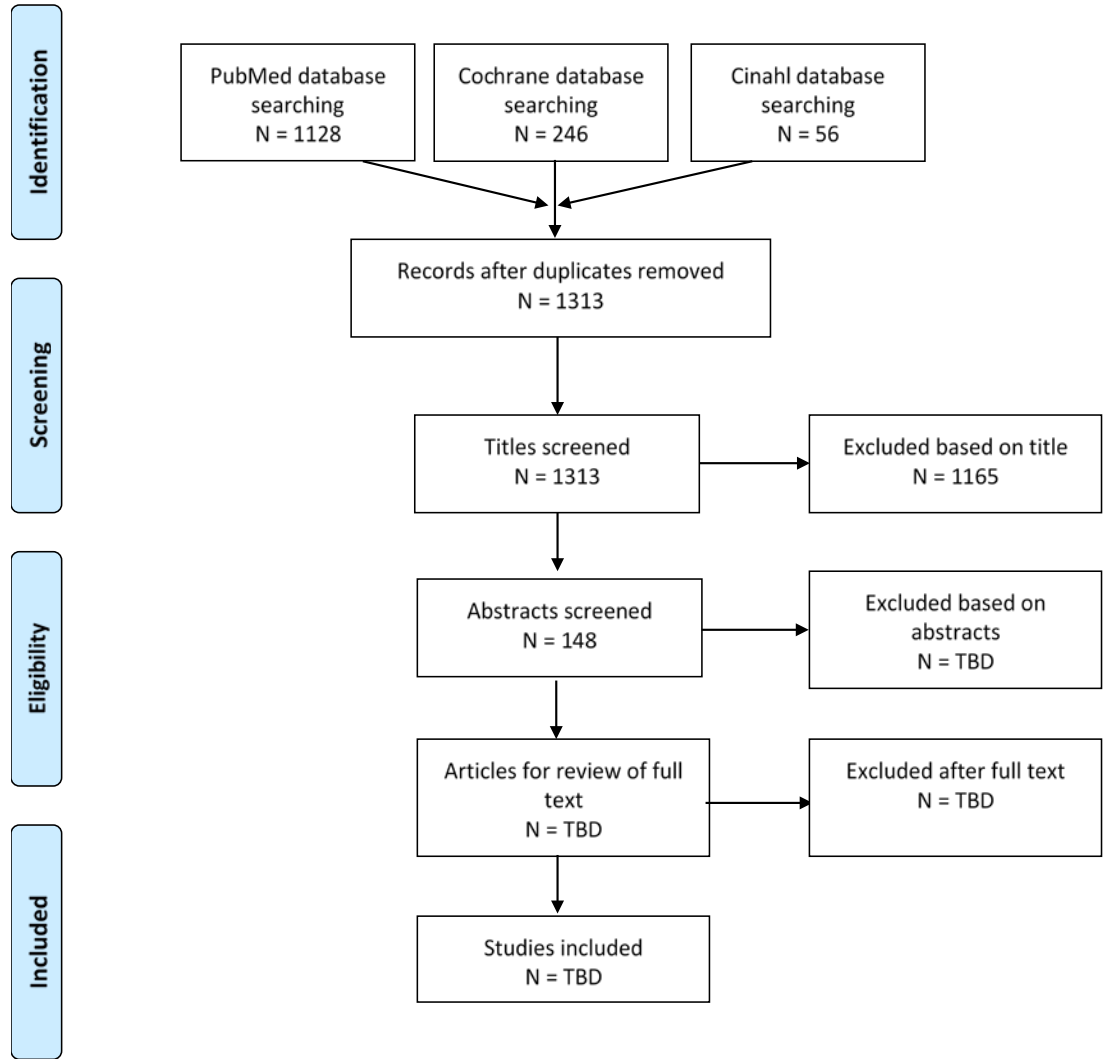 Identification
PubMed database
searching
N = 1128
Cochrane database
searching
N = 246
Cinahl database
searching
N = 56
Records after duplicates removed
N = 1313
Screening
Titles screened
N = 1313
Excluded based on title
N = 1165
Eligibility
Abstracts screened
N = 148
Excluded based on
abstracts
N = TBD
Articles for review of full
text
N = TBD
Excluded after full text
N = TBD
Included
Studies included
N = TBD